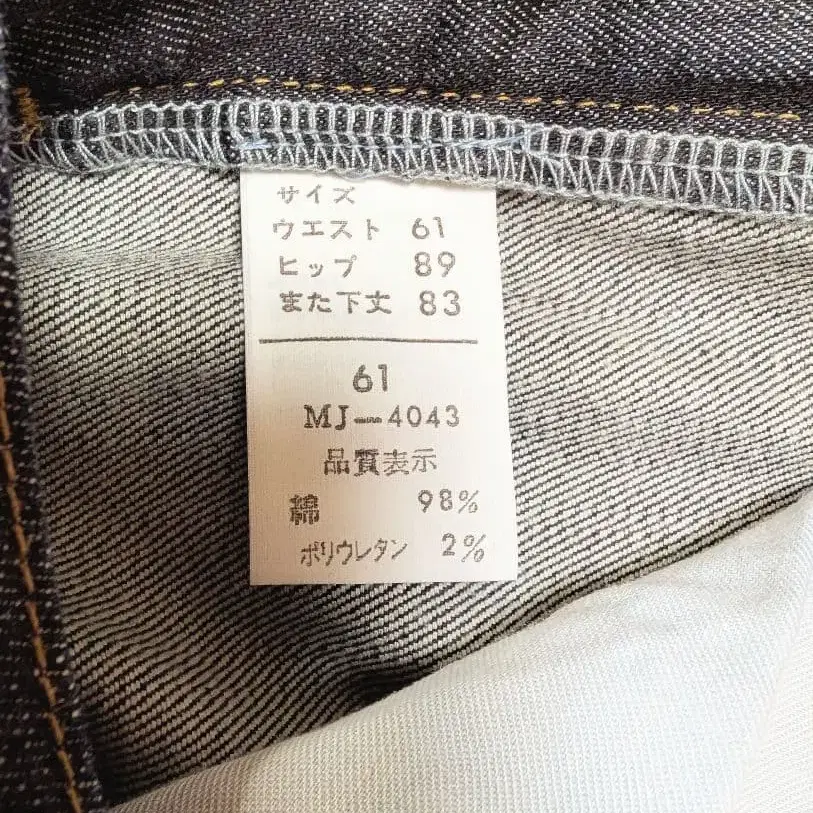 サイズ
ウエスト 61
ヒップ 89
また下丈 83
61
MJ-4043
品質表示
綿 98%
ポリウレタン 2%